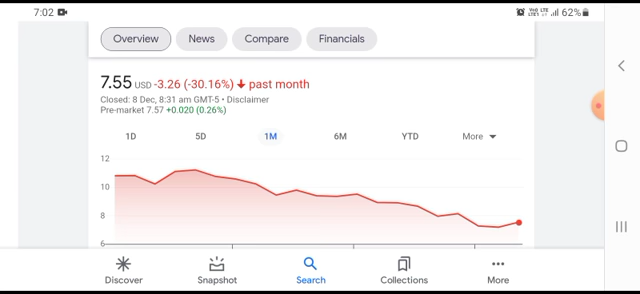 7:02
62%
Overview
News
Compare
Financials
7.55 USD -3.26 (-30.16%) past month
Closed: 8 Dec, 8:31 am GMT-5 • Disclaimer
Pre-market 7.57 +0.020 (0.26%)
1D
5D
1M
6M
YTD
More
12
10
8
6
Discover
Snapshot
Search
Collections
More